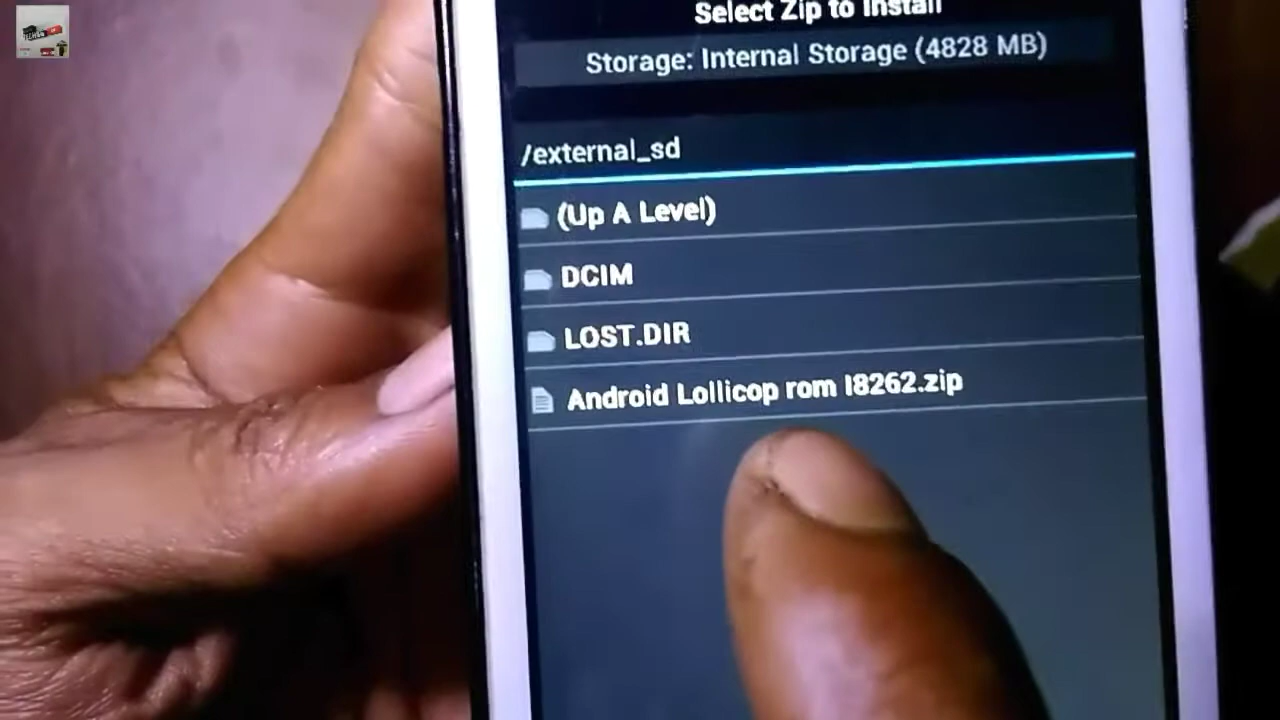 Select Zip to Install
Storage: Internal Storage (4828 MB)
/external_sd
(Up A Level)
DCIM
LOST.DIR
Android Lollicop rom I8262.zip